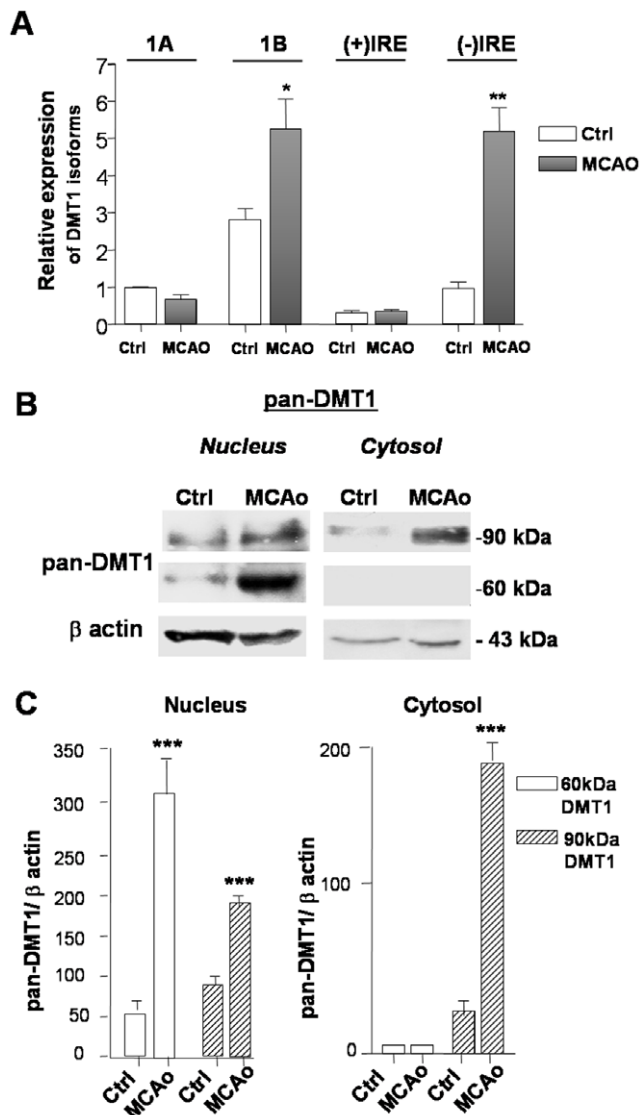 A
1A 1B (+)IRE (-)IRE
7
6
5
4
3
2
1
0
Relative expression
of DMT1 isoforms
*
**
Ctrl
MCAO
Ctrl MCAO Ctrl MCAO Ctrl MCAO Ctrl MCAO
B
pan-DMT1
Nucleus Cytosol
Ctrl MCAo Ctrl MCAo
-90 kDa
pan-DMT1
-60 kDa
β actin
- 43 kDa
C
Nucleus Cytosol
350
300
250
200
150
100
50
0
pan-DMT1/ β actin
***
***
Ctrl MCAo Ctrl MCAo
200
100
0
pan-DMT1/ β actin
***
Ctrl MCAo Ctrl MCAo
60kDa
DMT1
90kDa
DMT1